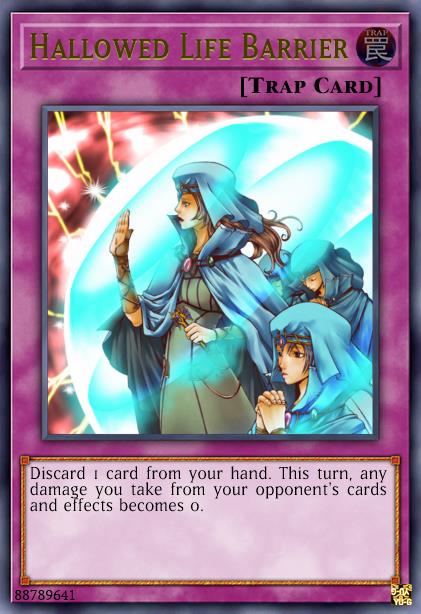 Hallowed Life Barrier
TRAP
罠
[Trap Card]
Discard 1 card from your hand. This turn, any
damage you take from your opponent's cards
and effects becomes 0.
88789641